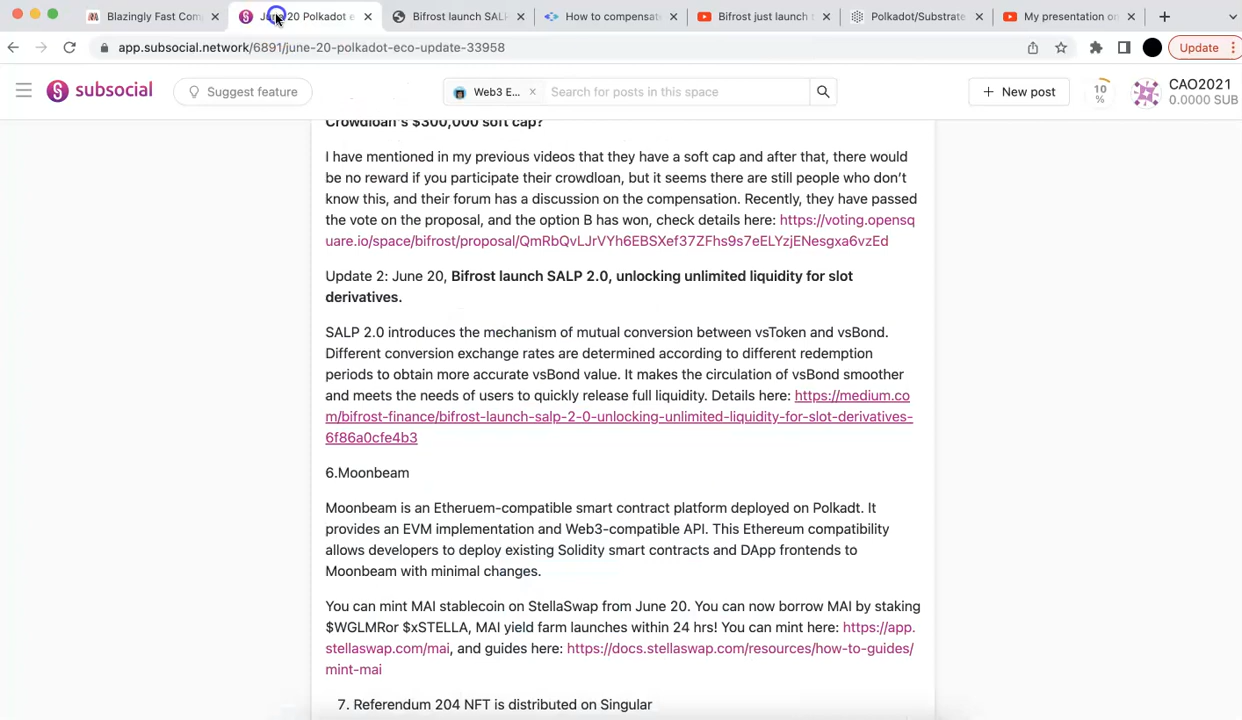 Blazingly Fast Com
June 20 Polkadot e
Bifrost launch SALP
How to compensat
Bifrost just launch
Polkadot/Substrate
My presentation on
app.subsocial.network/6891/june-20-polkadot-eco-update-33958
Update
subsocial
Suggest feature
Web3 E...
Search for posts in this space
New post
10
%
CAO2021
0.0000 SUB
Crowdloan's $300,000 soft cap?
I have mentioned in my previous videos that they have a soft cap and after that, there would
be no reward if you participate their crowdloan, but it seems there are still people who don't
know this, and their forum has a discussion on the compensation. Recently, they have passed
the vote on the proposal, and the option B has won, check details here: https://voting.opensq
uare.io/space/bifrost/proposal/QmRbQvLJrVYh6EBSXef37ZFhs9s7eELYzjENesgxa6vzEd
Update 2: June 20, Bifrost launch SALP 2.0, unlocking unlimited liquidity for slot
derivatives.
SALP 2.0 introduces the mechanism of mutual conversion between vsToken and vsBond.
Different conversion exchange rates are determined according to different redemption
periods to obtain more accurate vsBond value. It makes the circulation of vsBond smoother
and meets the needs of users to quickly release full liquidity. Details here: https://medium.co
m/bifrost-finance/bifrost-launch-salp-2-0-unlocking-unlimited-liquidity-for-slot-derivatives-
6f86a0cfe4b3
6.Moonbeam
Moonbeam is an Etheruem-compatible smart contract platform deployed on Polkadt. It
provides an EVM implementation and Web3-compatible API. This Ethereum compatibility
allows developers to deploy existing Solidity smart contracts and DApp frontends to
Moonbeam with minimal changes.
You can mint MAI stablecoin on StellaSwap from June 20. You can now borrow MAI by staking
$WGLMRor $xSTELLA, MAI yield farm launches within 24 hrs! You can mint here: https://app.
stellaswap.com/mai, and guides here: https://docs.stellaswap.com/resources/how-to-guides/
mint-mai
7. Referendum 204 NFT is distributed on Singular